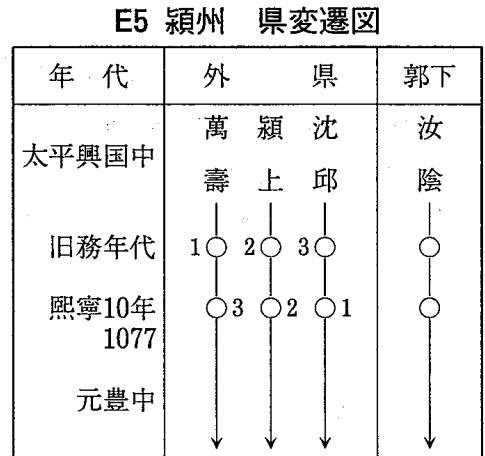 E5 穎州 県変遷図
年代 外県 郭下
太平興国中 萬壽 穎上 沈邱 汝陰
旧務年代 1○ 2○ 3○ ○
熙寧10年 ○3 ○2 ○1 ○
1077
元豊中